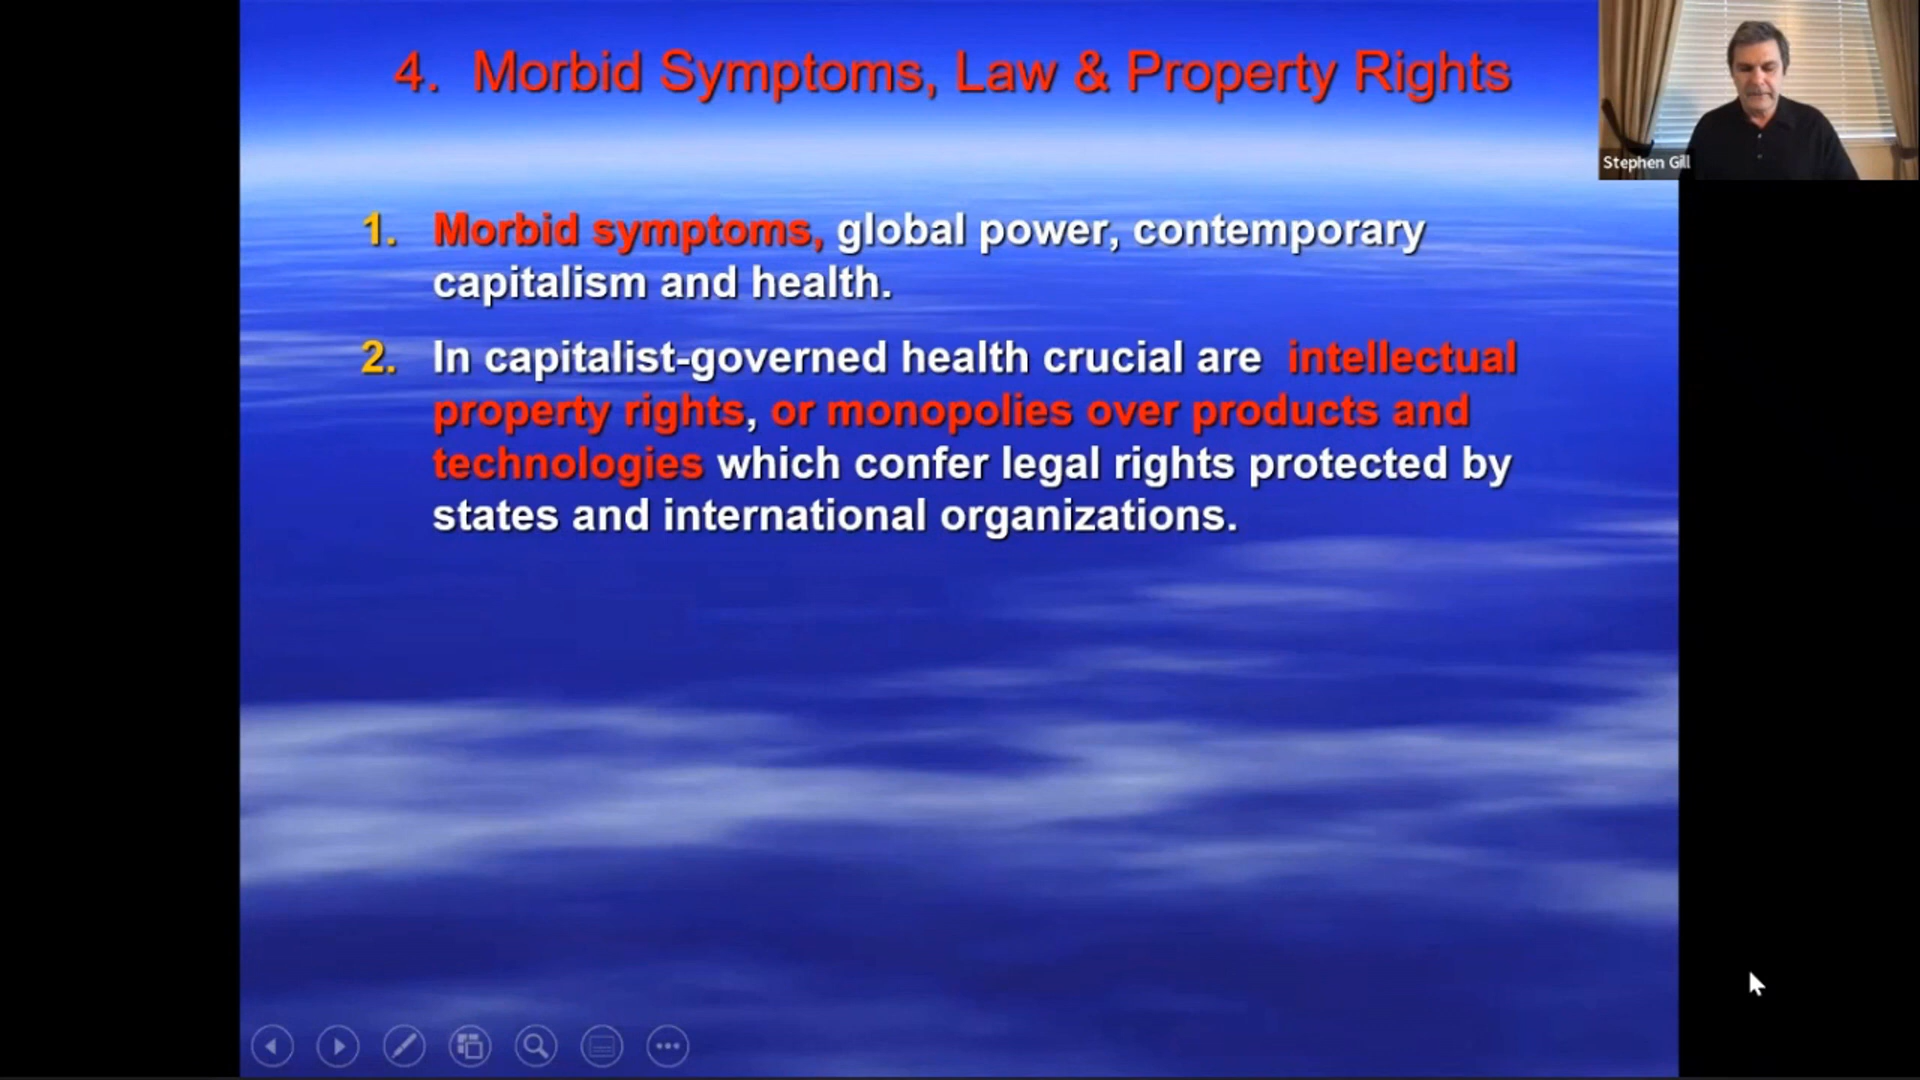 4. Morbid Symptoms, Law & Property Rights
Stephen Gill
1. Morbid symptoms, global power, contemporary
capitalism and health.
2. In capitalist-governed health crucial are intellectual
property rights, or monopolies over products and
technologies which confer legal rights protected by
states and international organizations.